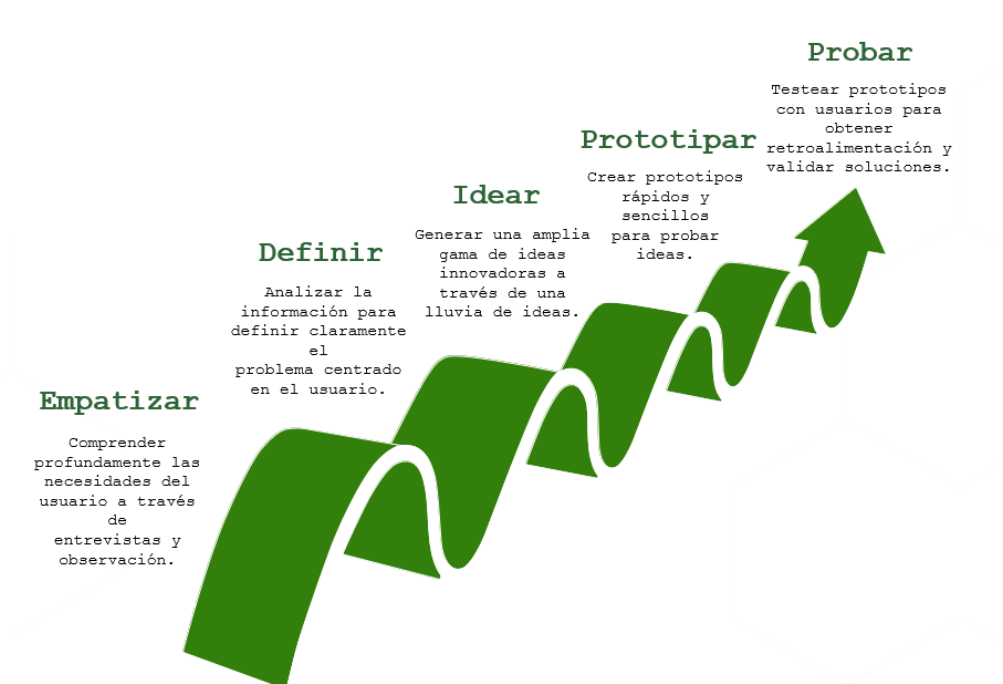 Empatizar
Comprender
profundamente las
necesidades del
usuario a través
de
entrevistas y
observación.
Definir
Analizar la
información para
definir claramente
el
problema centrado
en el usuario.
Idear
Generar una amplia
gama de ideas
innovadoras a
través de una
lluvia de ideas.
Prototipar
Crear prototipos
rápidos y
sencillos
para probar
ideas.
Probar
Testear prototipos
con usuarios para
obtener
retroalimentación y
validar soluciones.